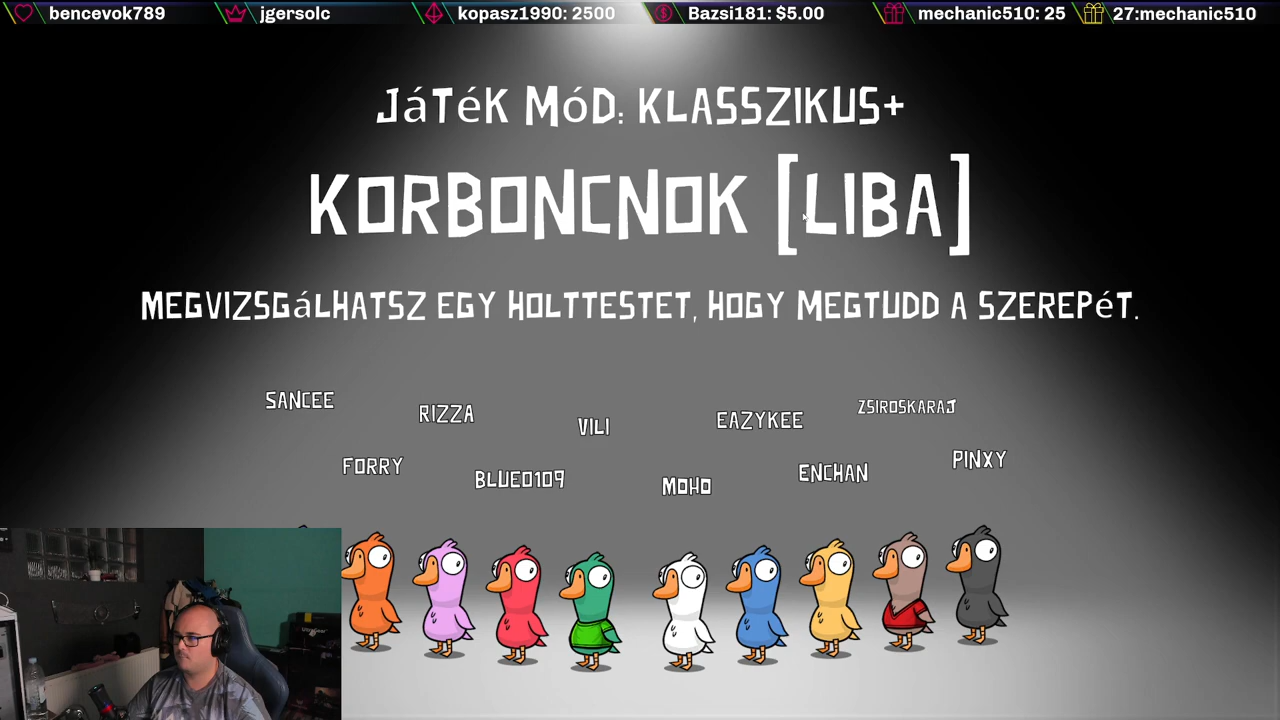 bencevok789 jgersolc kopasz1990: 2500 Bazsi181: $5.00 mechanic510: 25 27:mechanic510
JáTéK MóD: KLASSZIKUS+
KORBONCNOK [LIBA]
MEGVIZSGáLHATSZ EGY HOLTTESTET, HOGY MEGTUDD A SZEREPéT.
SANCEE RIZZA VILI EAZYKEE ZSIROSKARAJ
FORRY BLUE0109 MOHO ENCHAN PINXY